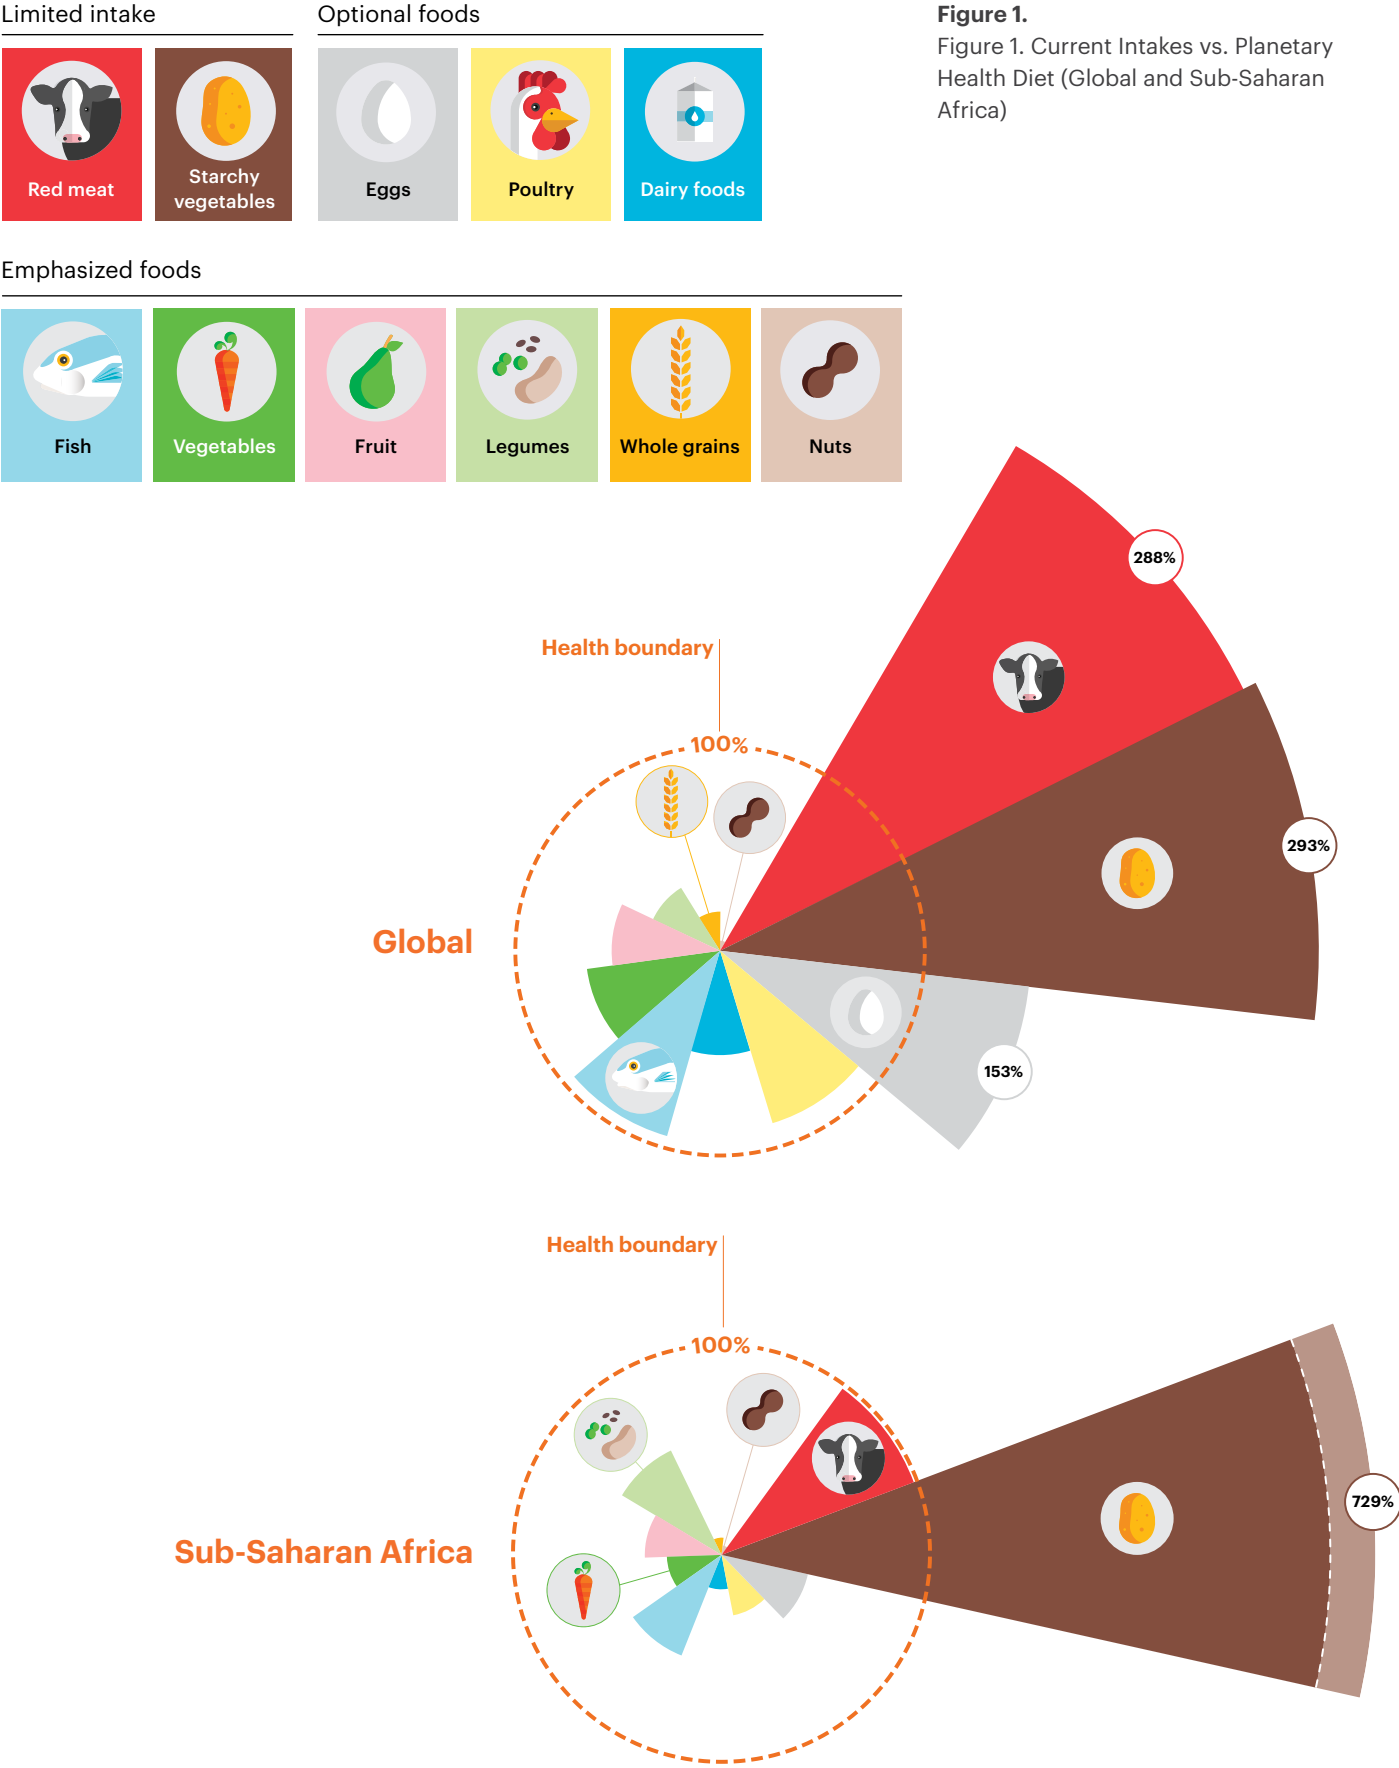 Limited intake
Optional foods
Figure 1.
Figure 1. Current Intakes vs. Planetary
Health Diet (Global and Sub-Saharan
Africa)
Red meat
Starchy
vegetables
Eggs
Poultry
Dairy foods
Emphasized foods
Fish
Vegetables
Fruit
Legumes
Whole grains
Nuts
288%
Health boundary
100%
293%
Global
153%
Health boundary
100%
729%
Sub-Saharan Africa